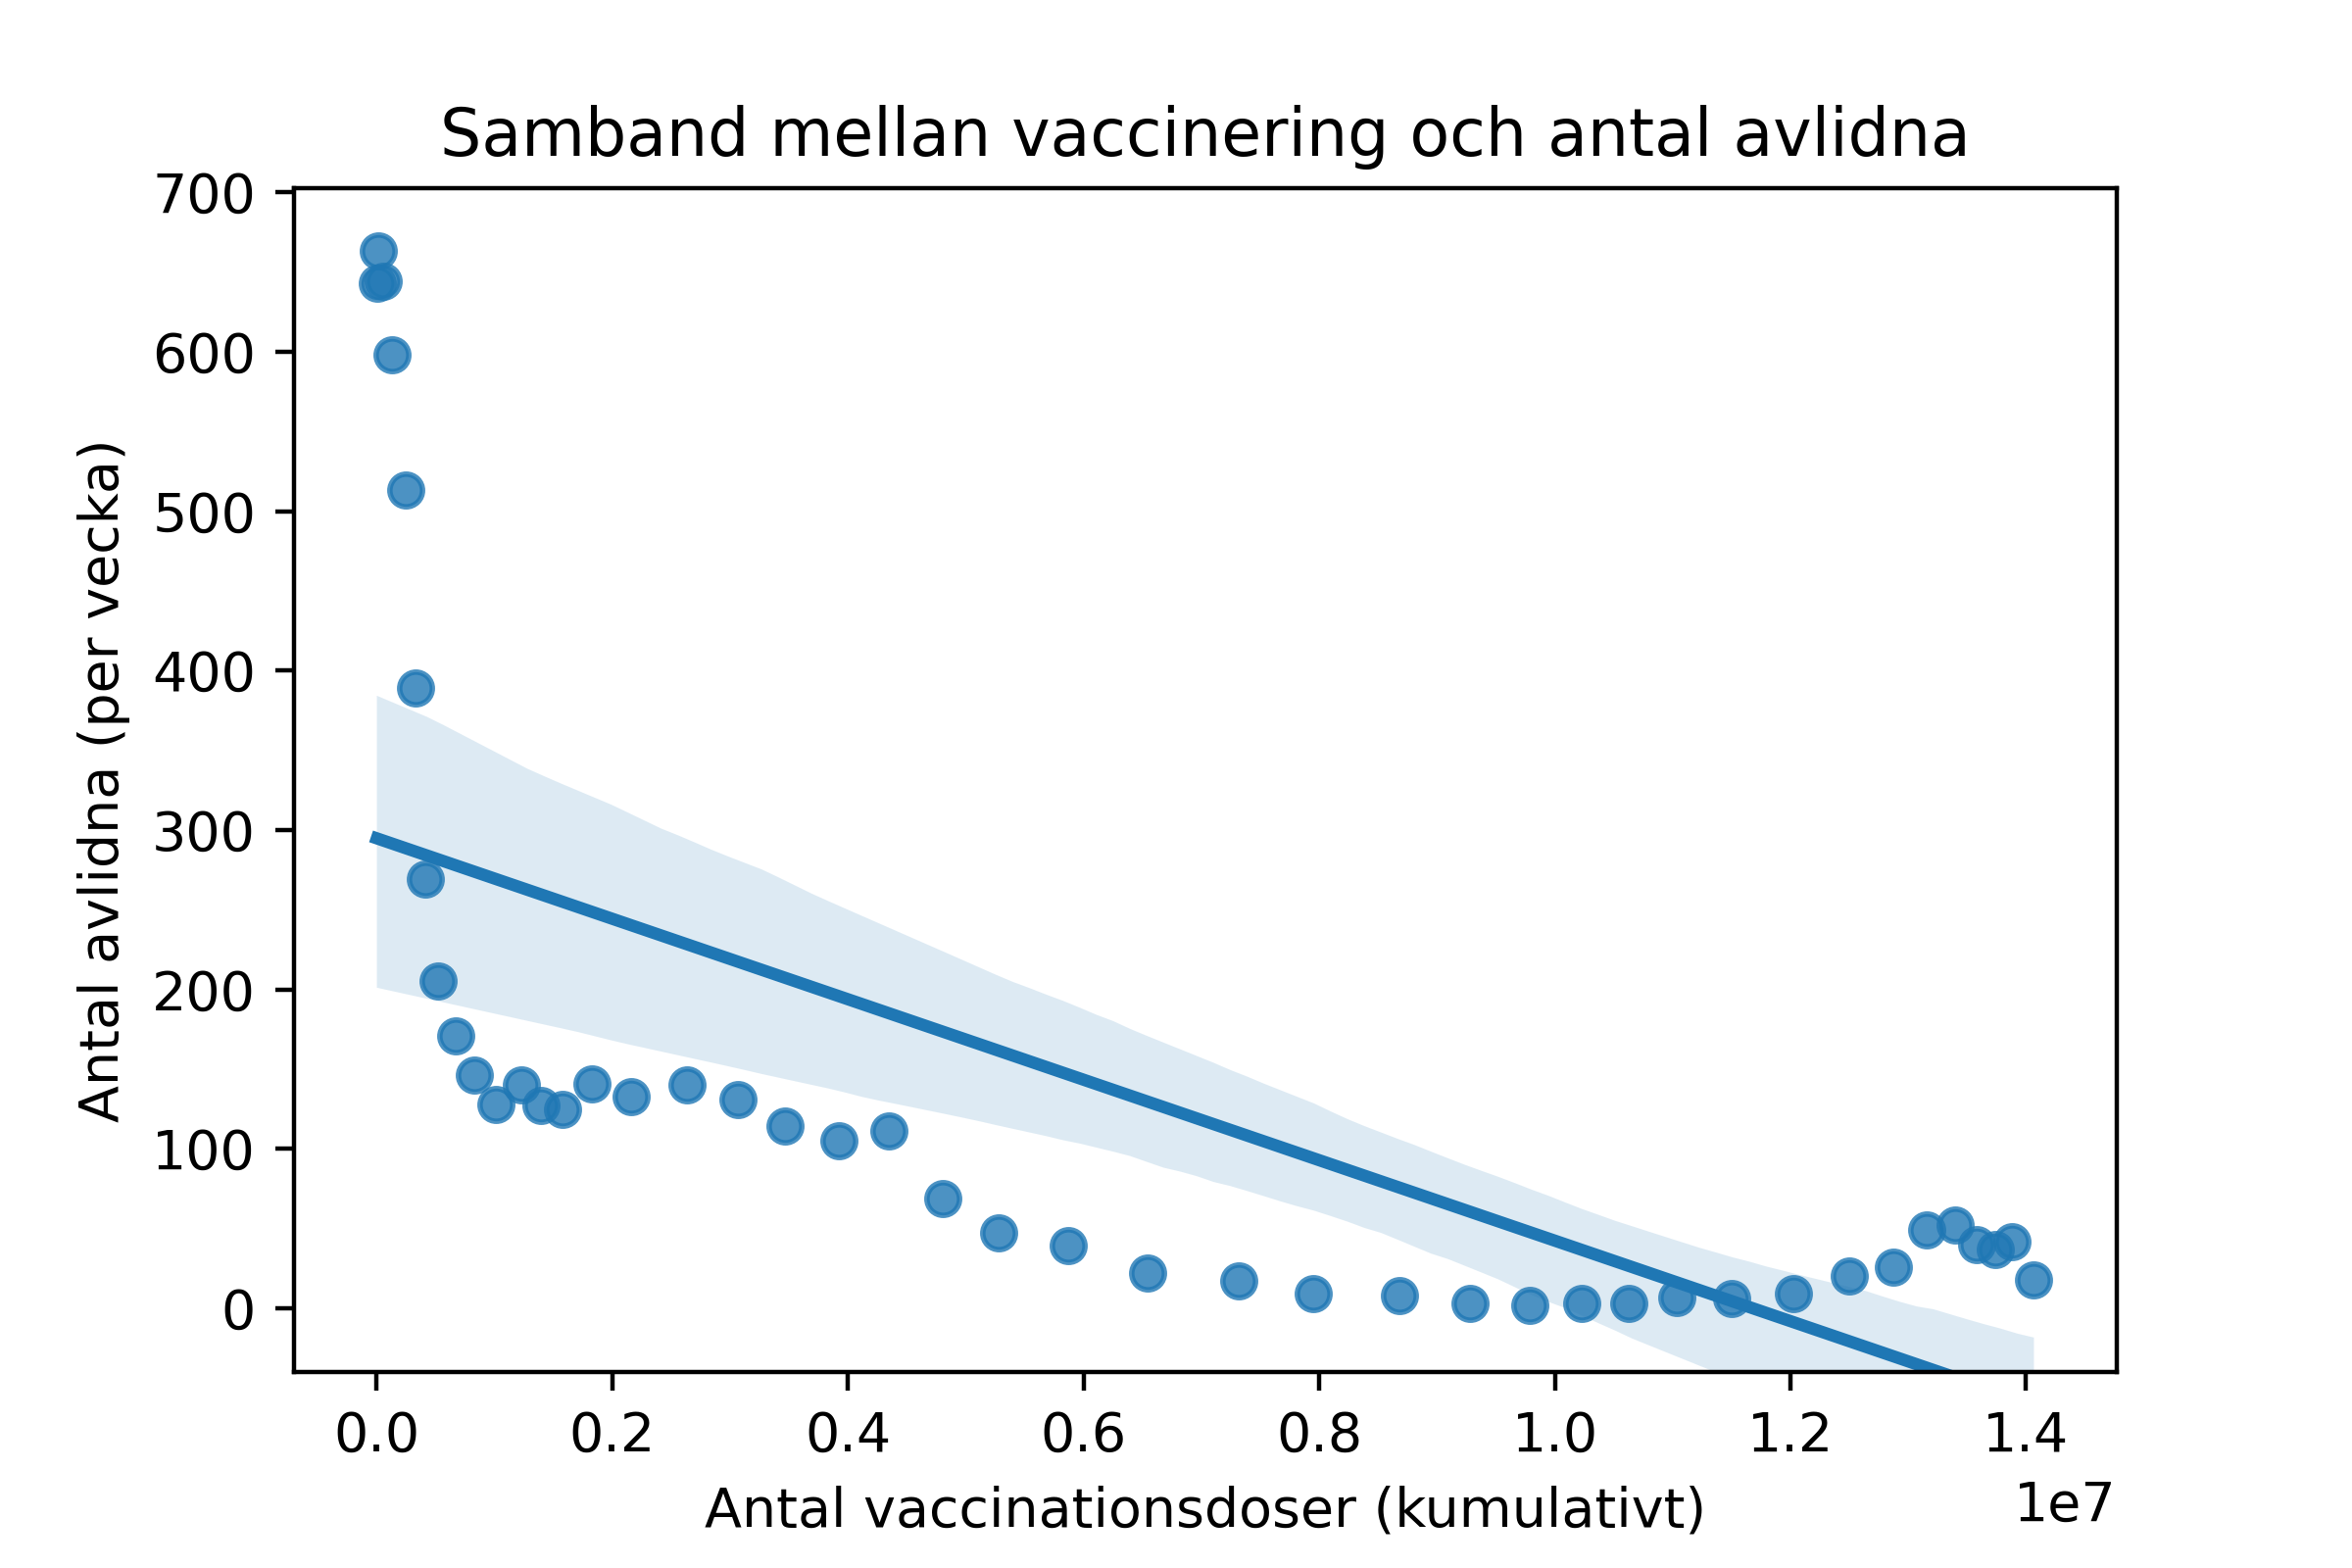 Samband mellan vaccinering och antal avlidna
Antal avlidna (per vecka)
700
600
500
400
300
200
100
0
0.0 0.2 0.4 0.6 0.8 1.0 1.2 1.4
1e7
Antal vaccinationsdoser (kumulativt)